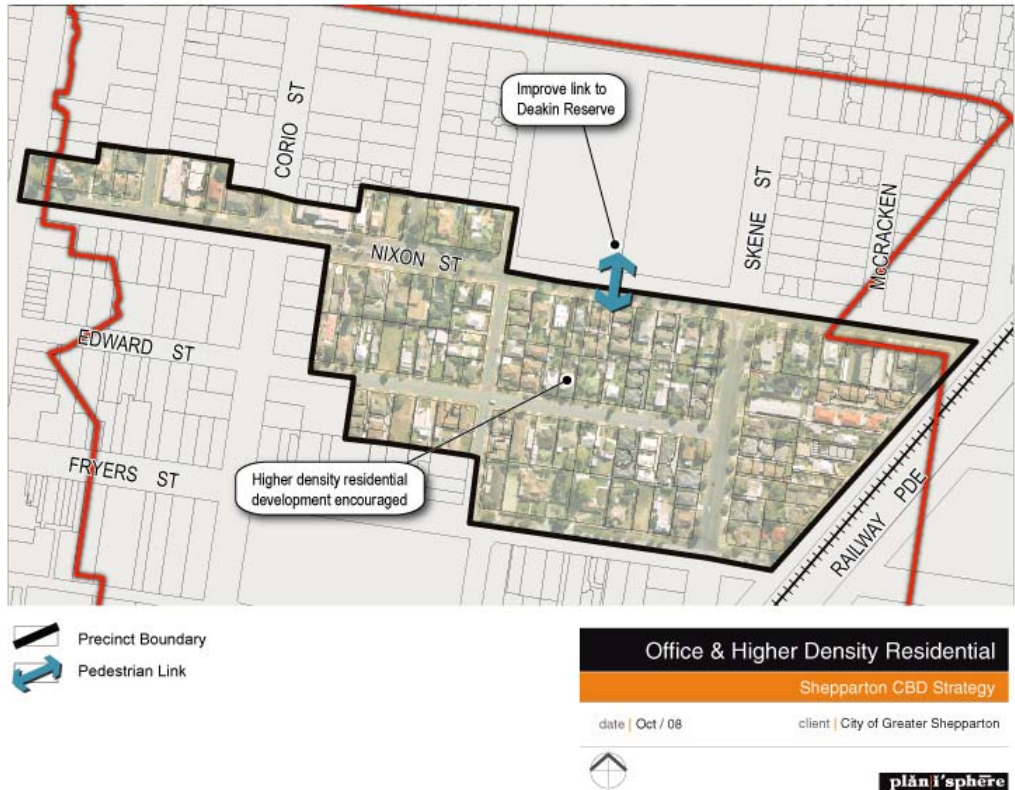 Improve link to
Deakin Reserve
CORIO ST
SKENE ST
McCRACKEN
NIXON ST
EDWARD ST
FRYERS ST
Higher density residential
development encouraged
RAILWAY PDE
Precinct Boundary
Pedestrian Link
Office & Higher Density Residential
Shepparton CBD Strategy
date | Oct / 08 client | City of Greater Shepparton
plăn i'sphēre